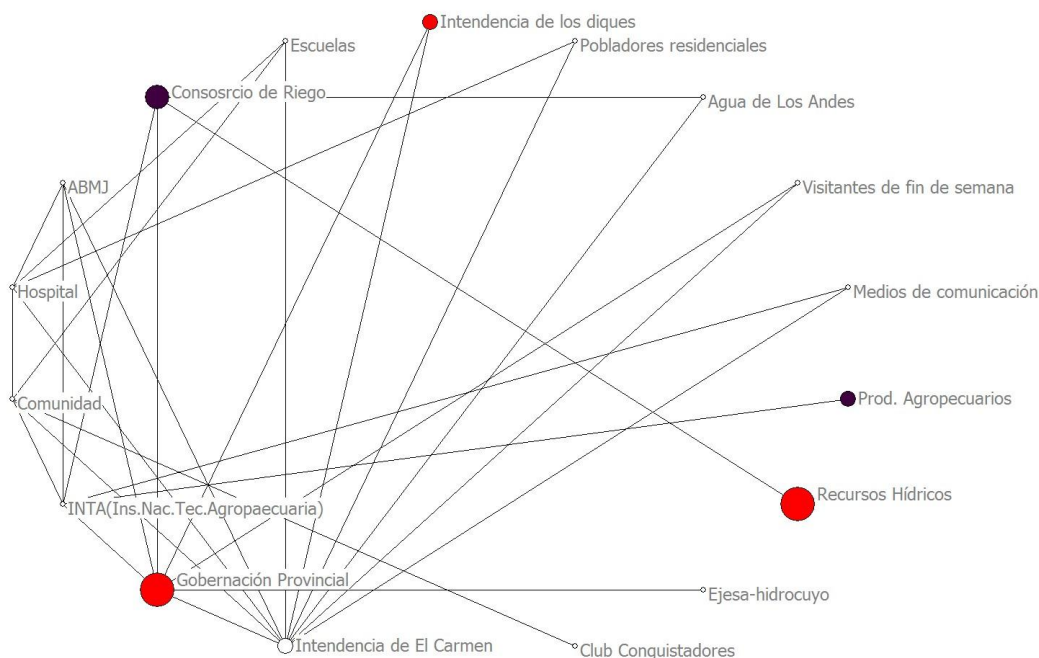 Intendencia de los diques
Escuelas
Pobladores residenciales
Consosrcio de Riego
Agua de Los Andes
ABMJ
Visitantes de fin de semana
Hospital
Medios de comunicación
Comunidad
Prod. Agropecuarios
INTA(Ins.Nac.Tec.Agropaecuaria)
Recursos Hídricos
Gobernación Provincial
Ejesa-hidrocuyo
Intendencia de El Carmen
Club Conquistadores